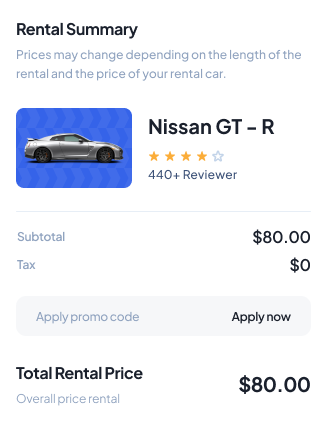 Rental Summary
Prices may change depending on the length of the
rental and the price of your rental car.
Nissan GT – R
440+ Reviewer
Subtotal
$80.00
Tax
$0
Apply promo code
Apply now
Total Rental Price
Overall price rental
$80.00